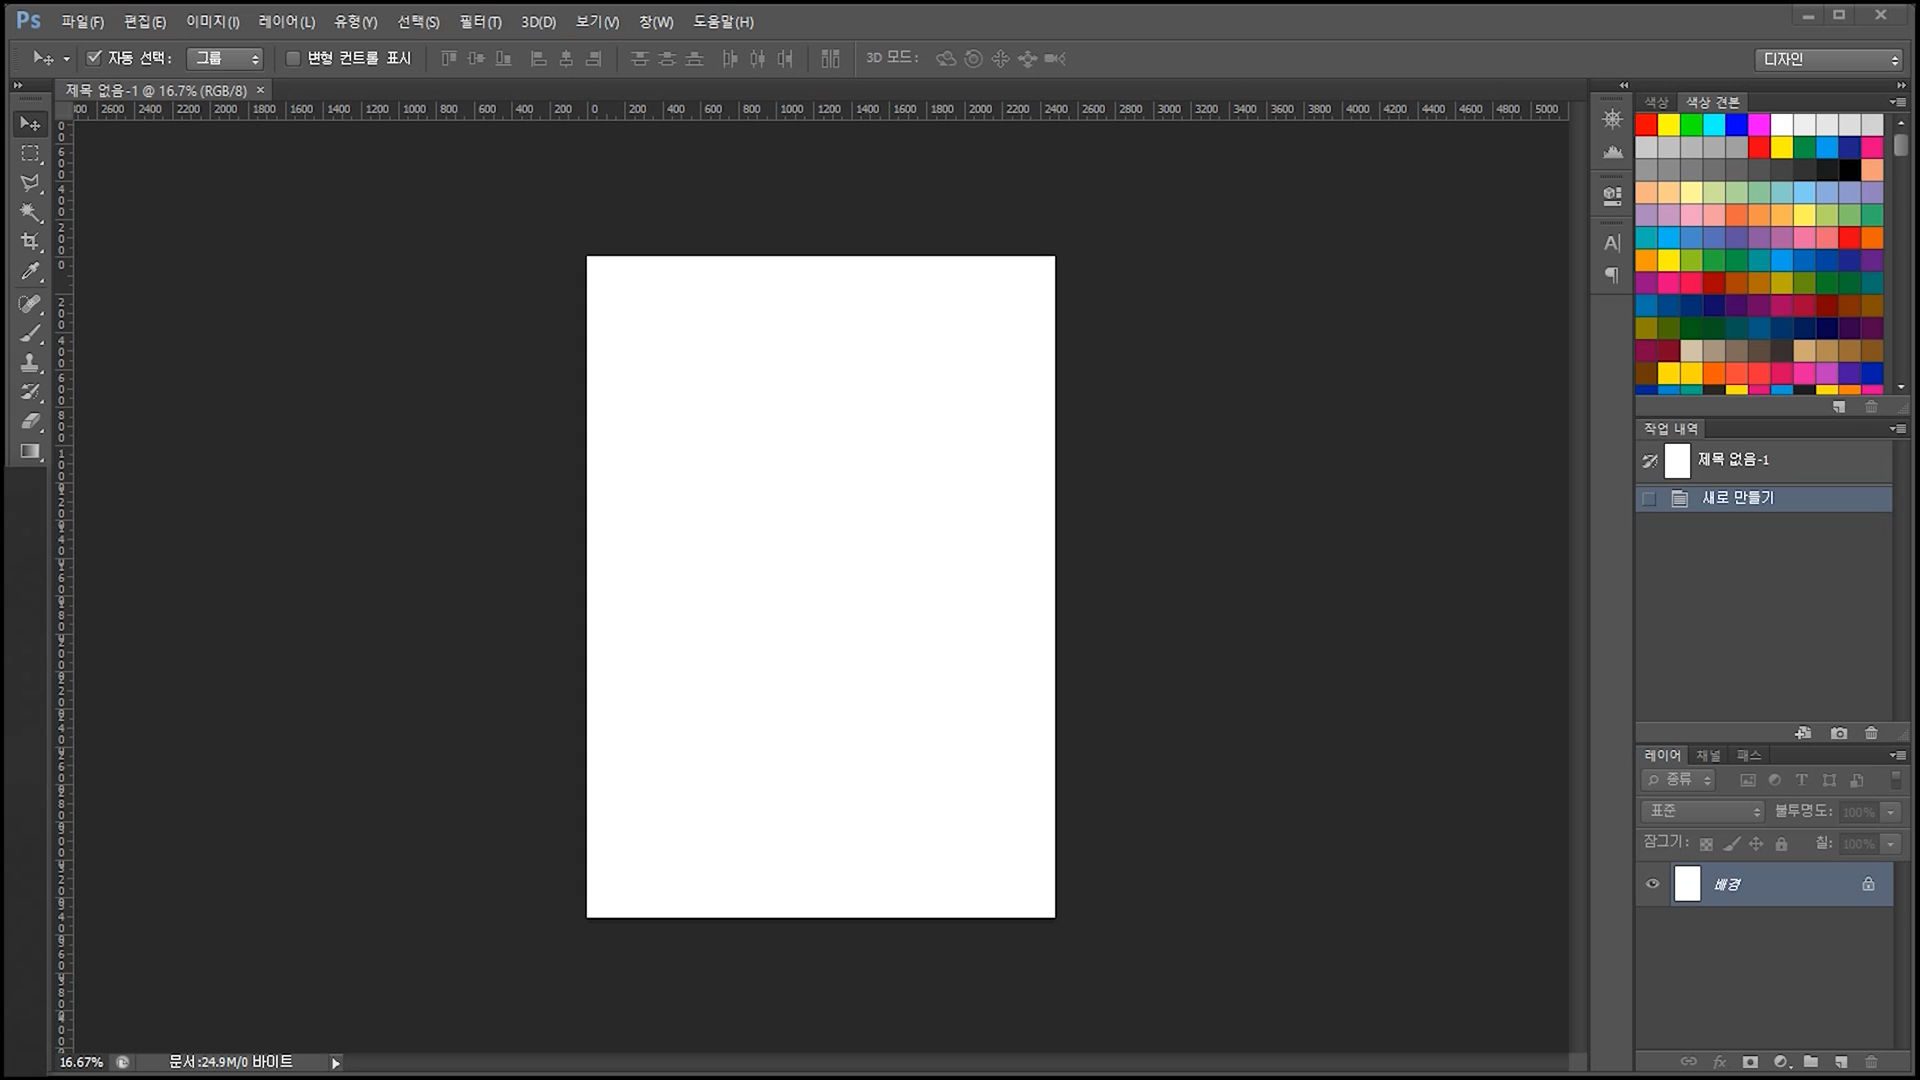 Ps 파일(F) 편집(E) 이미지(I) 레이어(L) 유형(Y) 선택(S) 필터(T) 3D(D) 보기(V) 창(W) 도움말(H)
자동 선택: 그룹 변형 컨트롤 표시 3D 모드: 디자인
제목 없음-1 @ 16.7% (RGB/8) ×
2600 2400 2200 2000 1800 1600 1400 1200 1000 800 600 400 200 0 200 400 600 800 1000 1200 1400 1600 1800 2000 2200 2400 2600 2800 3000 3200 3400 3600 3800 4000 4200 4400 4600 4800 5000
색상 색상 견본
작업 내역
제목 없음-1
새로 만들기
레이어 채널 패스
종류
표준 불투명도: 100%
잠그기: 칠: 100%
배경
16.67% 문서:24.9M/0 바이트
fx